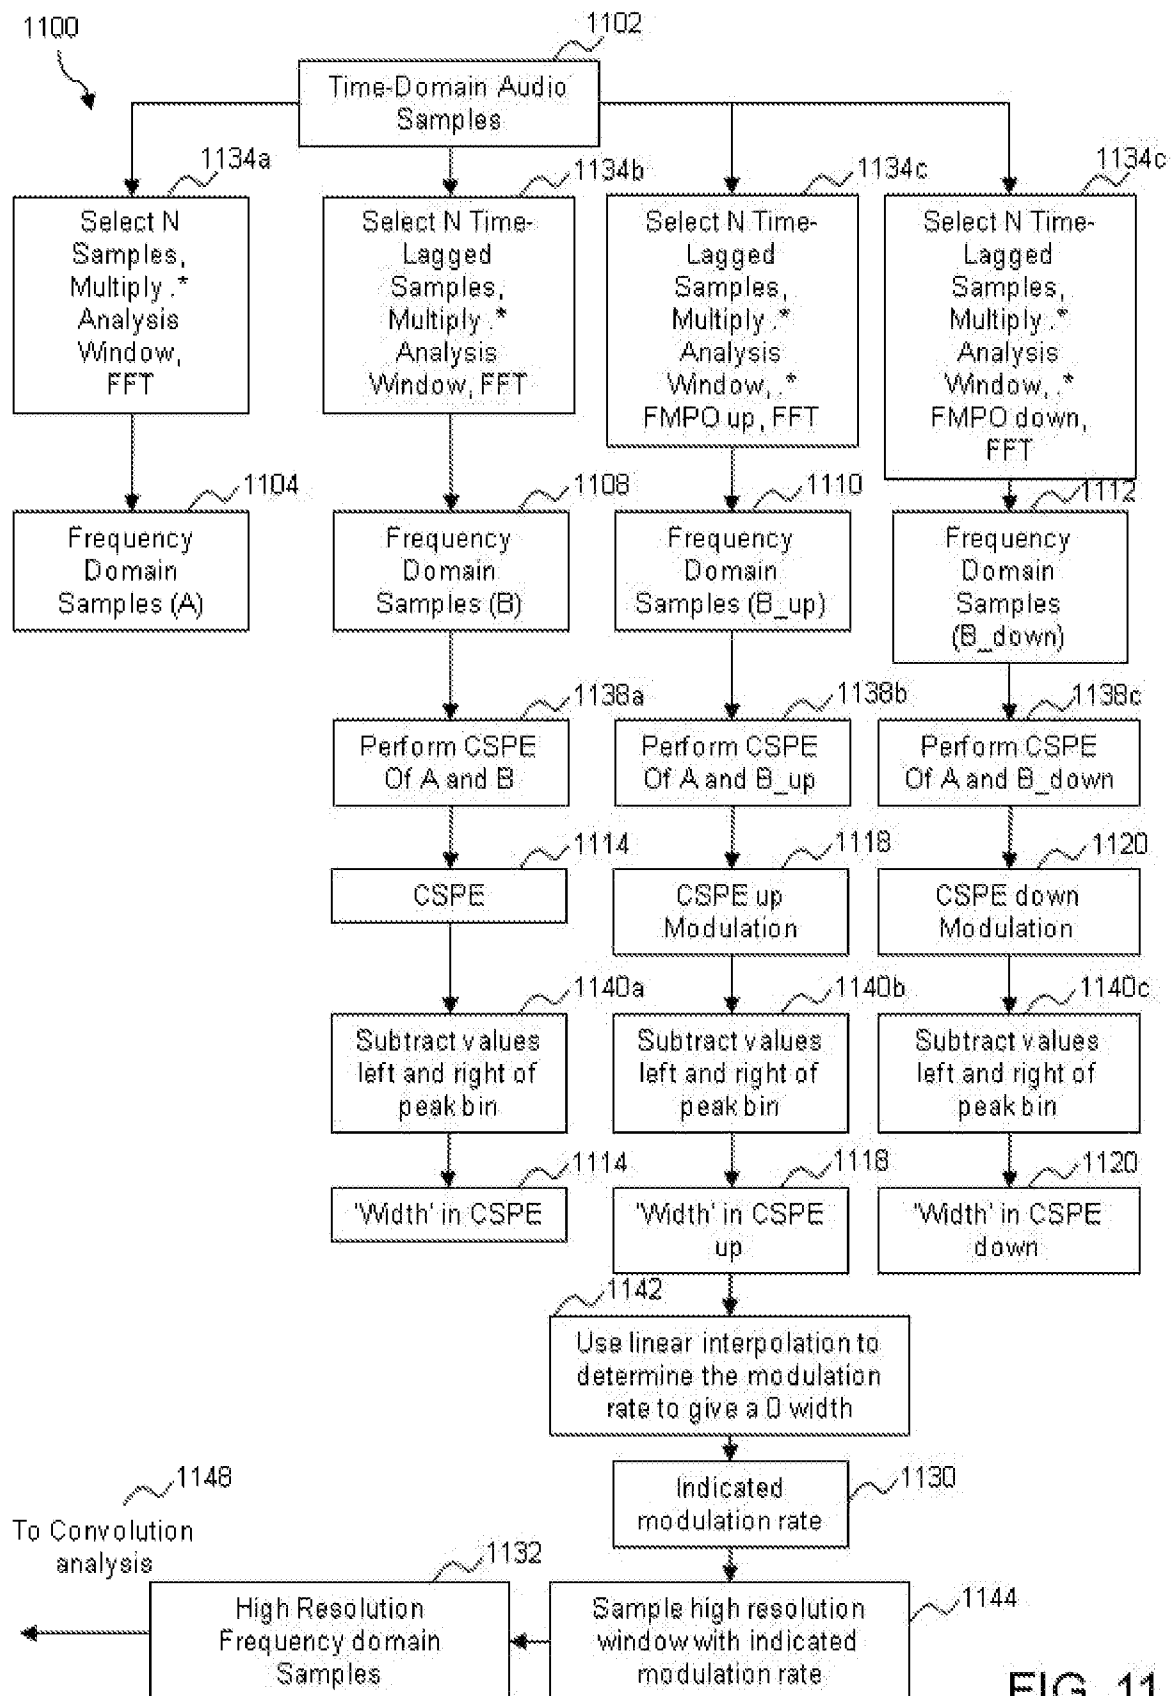 1100
1102
Time-Domain Audio
Samples
1134a
1134b
1134c
1134c
Select N
Samples,
Multiply .*
Analysis
Window,
FFT
Select N Time-
Lagged
Samples,
Multiply .*
Analysis
Window, FFT
Select N Time-
Lagged
Samples,
Multiply .*
Analysis
Window, .*
FMPO up, FFT
Select N Time-
Lagged
Samples,
Multiply .*
Analysis
Window, .*
FMPO down,
FFT
1104
1108
1110
1112
Frequency
Domain
Samples (A)
Frequency
Domain
Samples (B)
Frequency
Domain
Samples (B_up)
Frequency
Domain
Samples
(B_down)
1138a
1138b
1138c
Perform CSPE
Of A and B
Perform CSPE
Of A and B_up
Perform CSPE
Of A and B_down
1114
1118
1120
CSPE
CSPE up
Modulation
CSPE down
Modulation
1140a
1140b
1140c
Subtract values
left and right of
peak bin
Subtract values
left and right of
peak bin
Subtract values
left and right of
peak bin
1114
1118
1120
'Width' in CSPE
'Width' in CSPE
up
'Width' in CSPE
down
1142
Use linear interpolation to
determine the modulation
rate to give a 0 width
1130
Indicated
modulation rate
1148
To Convolution
analysis
1132
High Resolution
Frequency domain
Samples
1144
Sample high resolution
window with indicated
modulation rate
FIG. 11